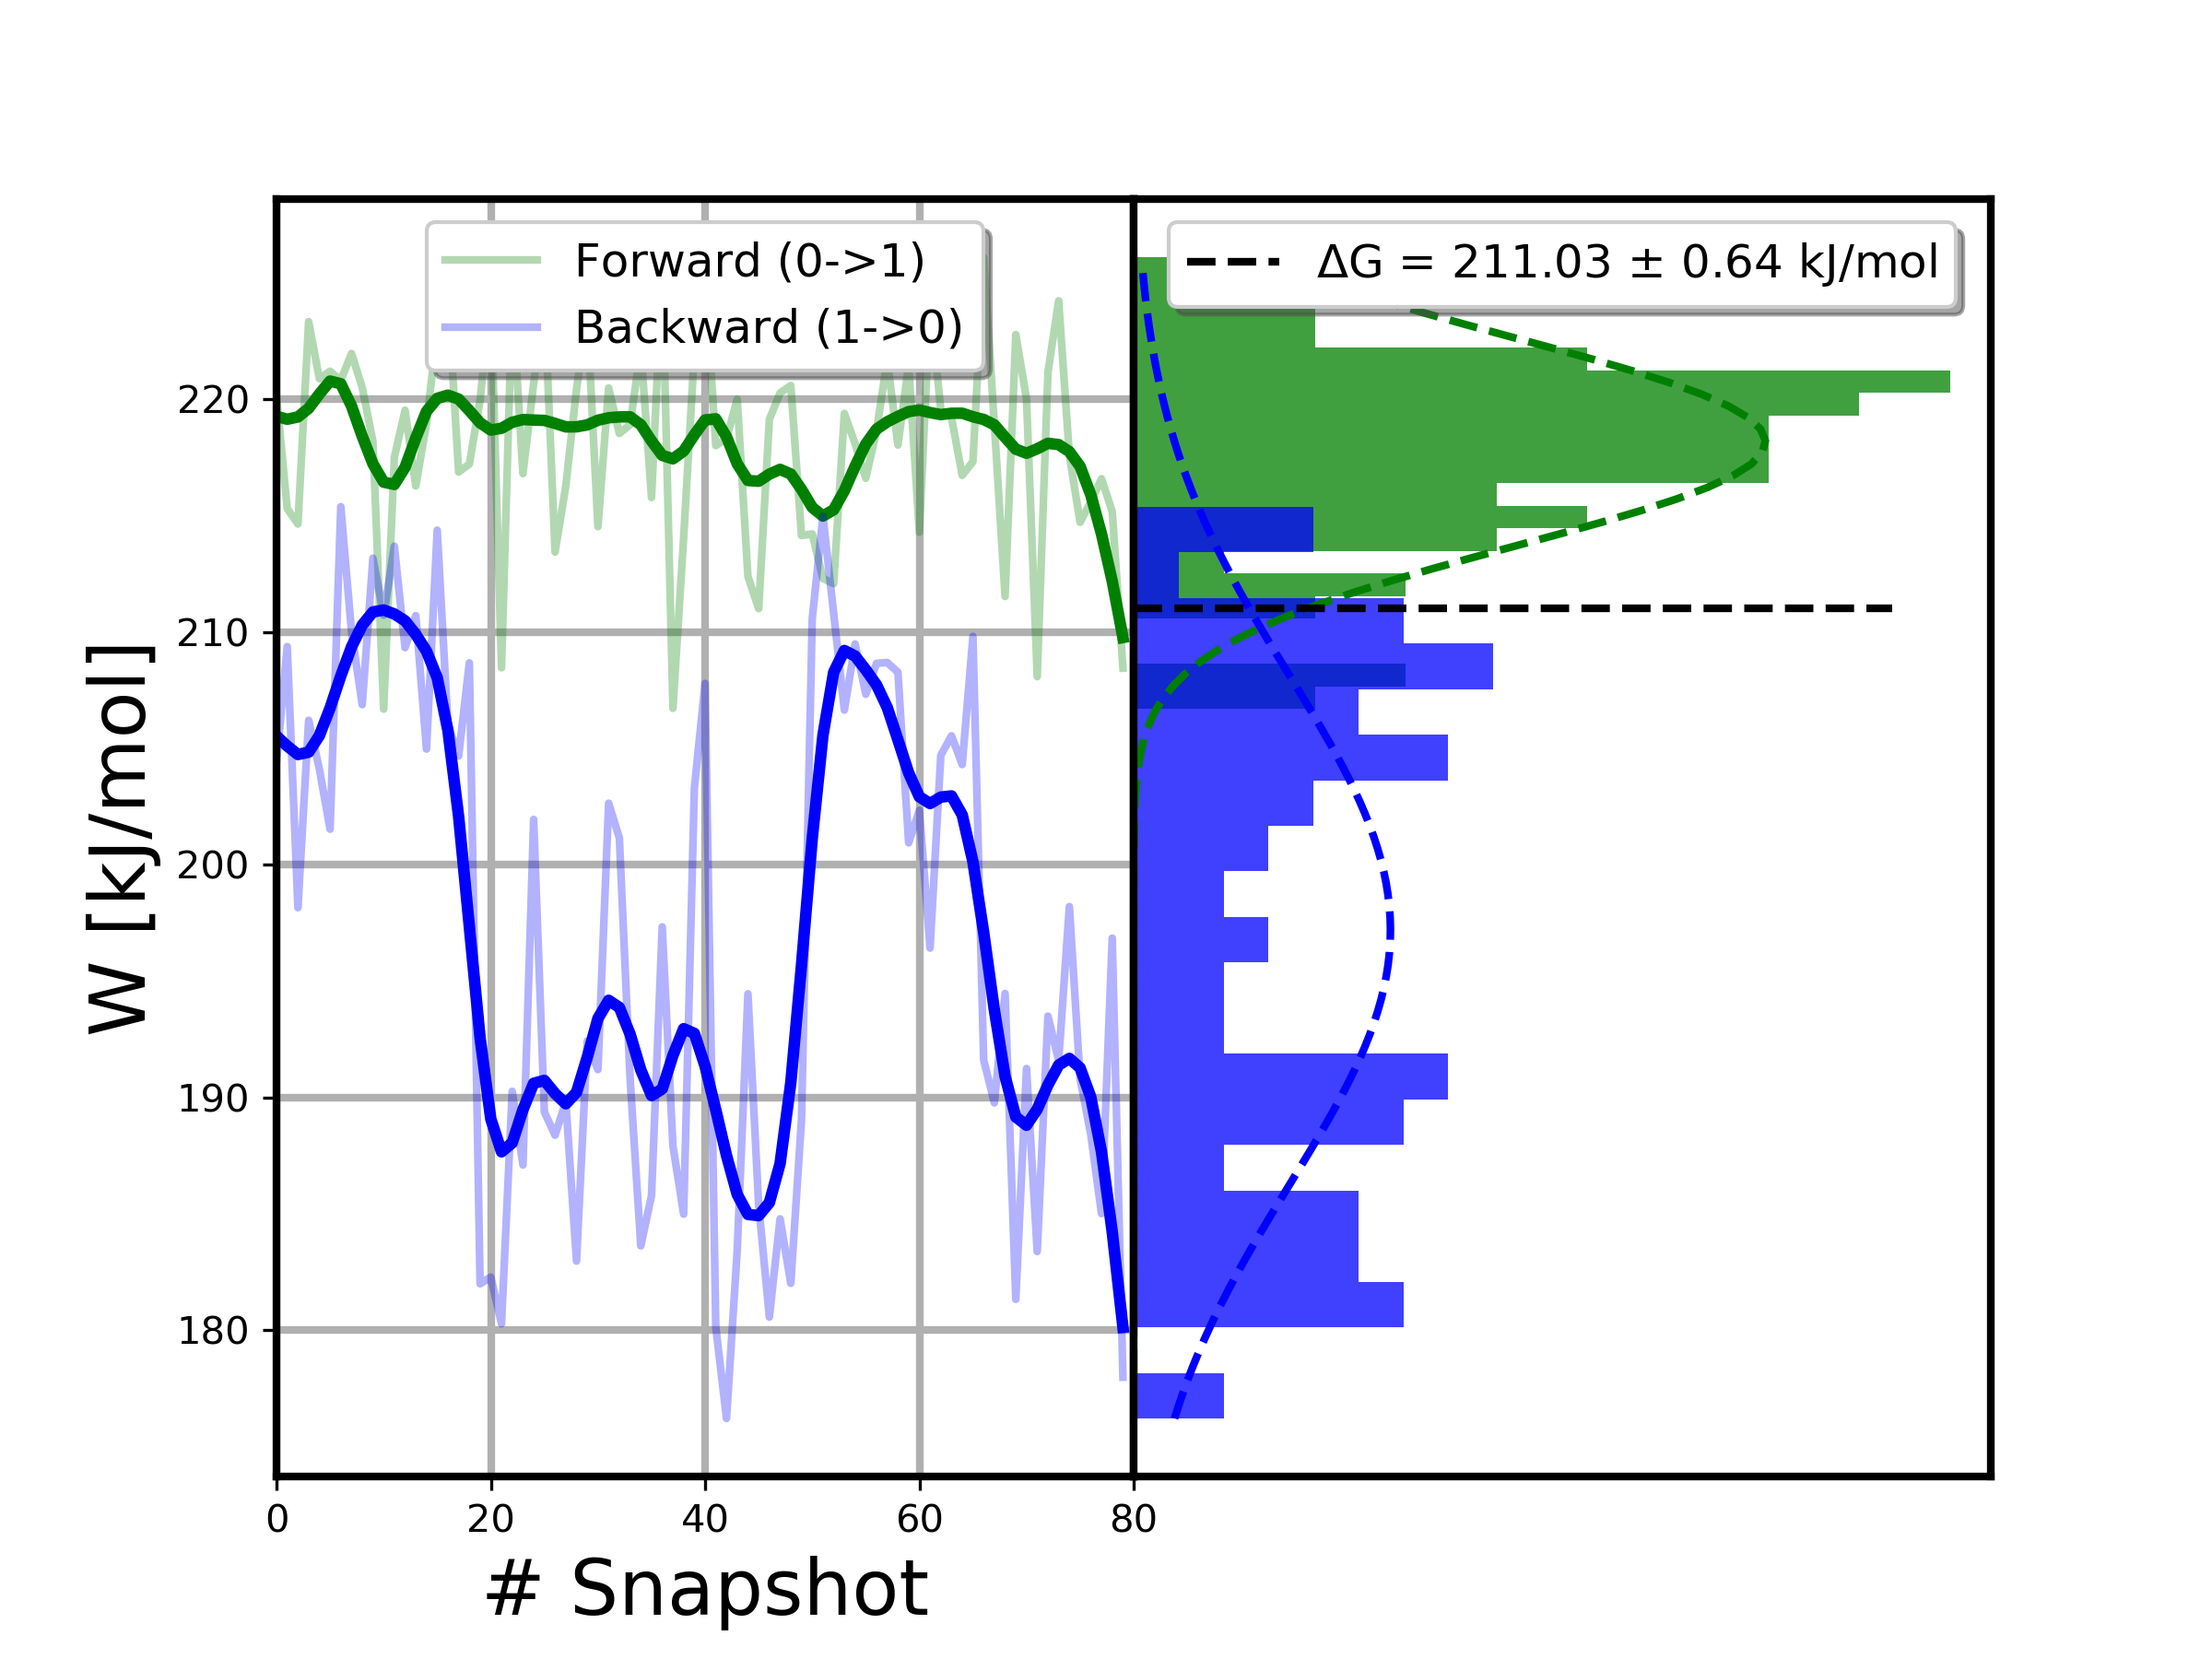 Forward (0->1)
Backward (1->0)
ΔG = 211.03 ± 0.64 kJ/mol
W [kJ/mol]
220
210
200
190
180
0 20 40 60 80
# Snapshot